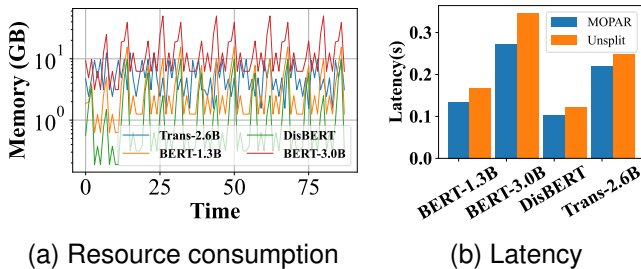 Memory (GB)
10¹
10⁰
Trans-2.6B
BERT-1.3B
DisBERT
BERT-3.0B
0
25
50
75
Time
(a) Resource consumption
Latency(s)
0.3
0.2
0.1
0.0
MOPAR
Unsplit
BERT-1.3B
BERT-3.0B
DisBERT
Trans-2.6B
(b) Latency